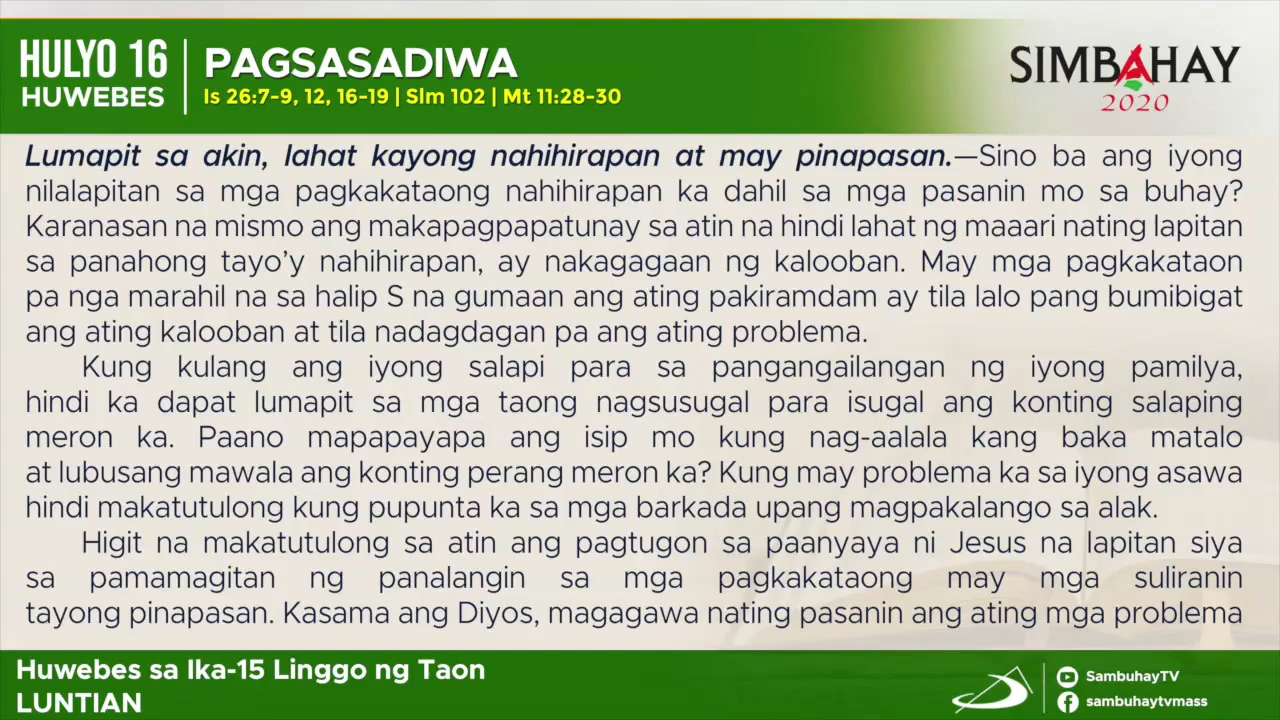 HULYO 16
HUWEBES
PAGSASADIWA
Is 26:7-9, 12, 16-19 | Slm 102 | Mt 11:28-30
SIMBAHAY
2020
Lumapit sa akin, lahat kayong nahihirapan at may pinapasan.—Sino ba ang iyong
nilalapitan sa mga pagkakataong nahihirapan ka dahil sa mga pasanin mo sa buhay?
Karanasan na mismo ang makapagpapatunay sa atin na hindi lahat ng maaari nating lapitan
sa panahong tayo’y nahihirapan, ay nakagagaan ng kalooban. May mga pagkakataon
pa nga marahil na sa halip S na gumaan ang ating pakiramdam ay tila lalo pang bumibigat
ang ating kalooban at tila nadagdagan pa ang ating problema.
Kung kulang ang iyong salapi para sa pangangailangan ng iyong pamilya,
hindi ka dapat lumapit sa mga taong nagsusugal para isugal ang konting salaping
meron ka. Paano mapapayapa ang isip mo kung nag-aalala kang baka matalo
at lubusang mawala ang konting perang meron ka? Kung may problema ka sa iyong asawa
hindi makatutulong kung pupunta ka sa mga barkada upang magpakalango sa alak.
Higit na makatutulong sa atin ang pagtugon sa paanyaya ni Jesus na lapitan siya
sa pamamagitan ng panalangin sa mga pagkakataong may mga suliranin
tayong pinapasan. Kasama ang Diyos, magagawa nating pasanin ang ating mga problema
Huwebes sa Ika-15 Linggo ng Taon
LUNTIAN
SambuhayTV
sambuhaytvmass